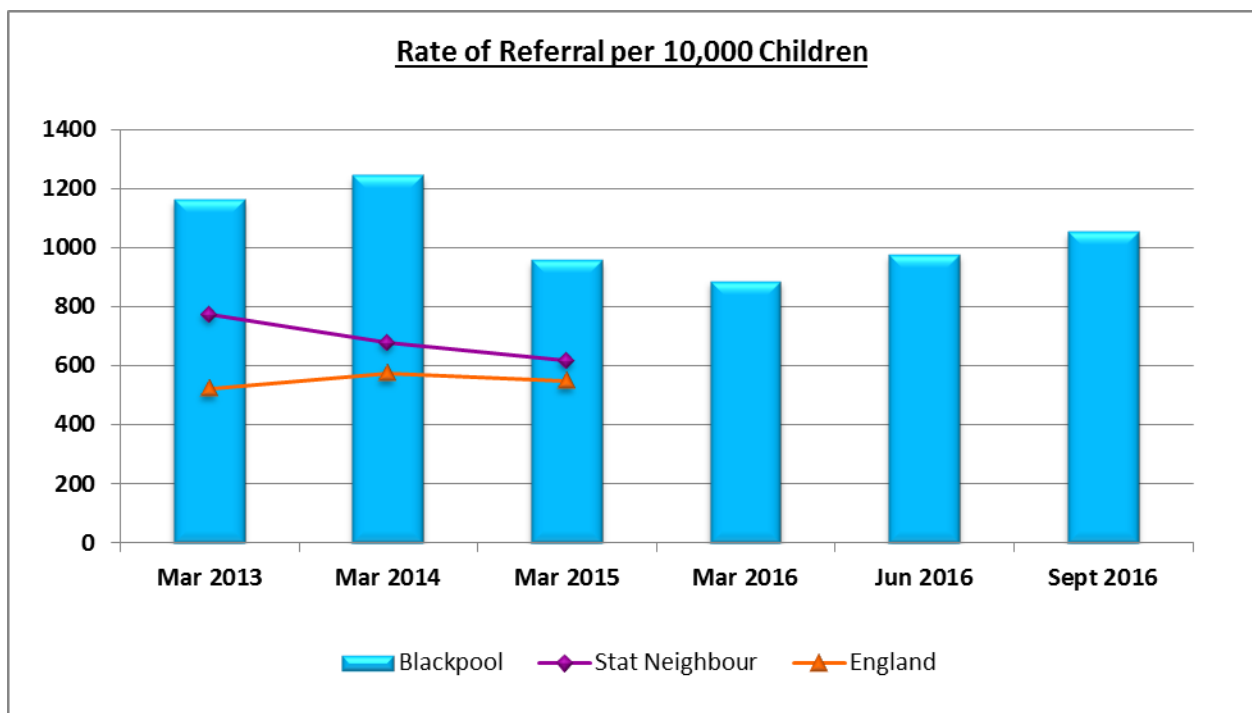 Rate of Referral per 10,000 Children
1400
1200
1000
800
600
400
200
0
Mar 2013 Mar 2014 Mar 2015 Mar 2016 Jun 2016 Sept 2016
Blackpool Stat Neighbour England